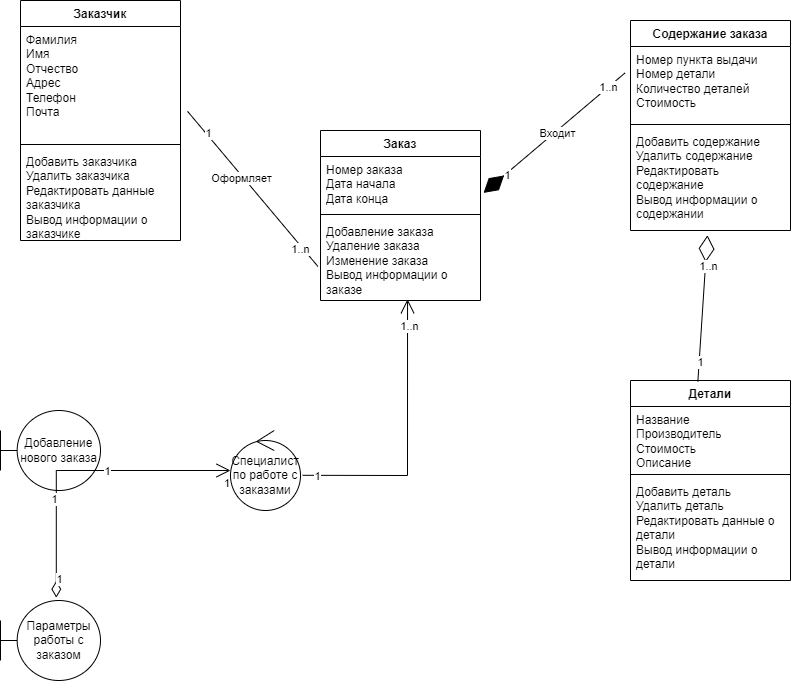 Заказчик
Фамилия
Имя
Отчество
Адрес
Телефон
Почта
Добавить заказчика
Удалить заказчика
Редактировать данные
заказчика
Вывод информации о
заказчике
1
Оформляет
1..n
Заказ
Номер заказа
Дата начала
Дата конца
Добавление заказа
Удаление заказа
Изменение заказа
Вывод информации о
заказе
1
Входит
1..n
Содержание заказа
Номер пункта выдачи
Номер детали
Количество деталей
Стоимость
Добавить содержание
Удалить содержание
Редактировать
содержание
Вывод информации о
содержании
1..n
1
Детали
Название
Производитель
Стоимость
Описание
Добавить деталь
Удалить деталь
Редактировать данные о
детали
Вывод информации о
детали
1..n
Добавление
нового заказа
1
1
Специалист
по работе с
заказами
1
1
1
Параметры
работы с
заказом